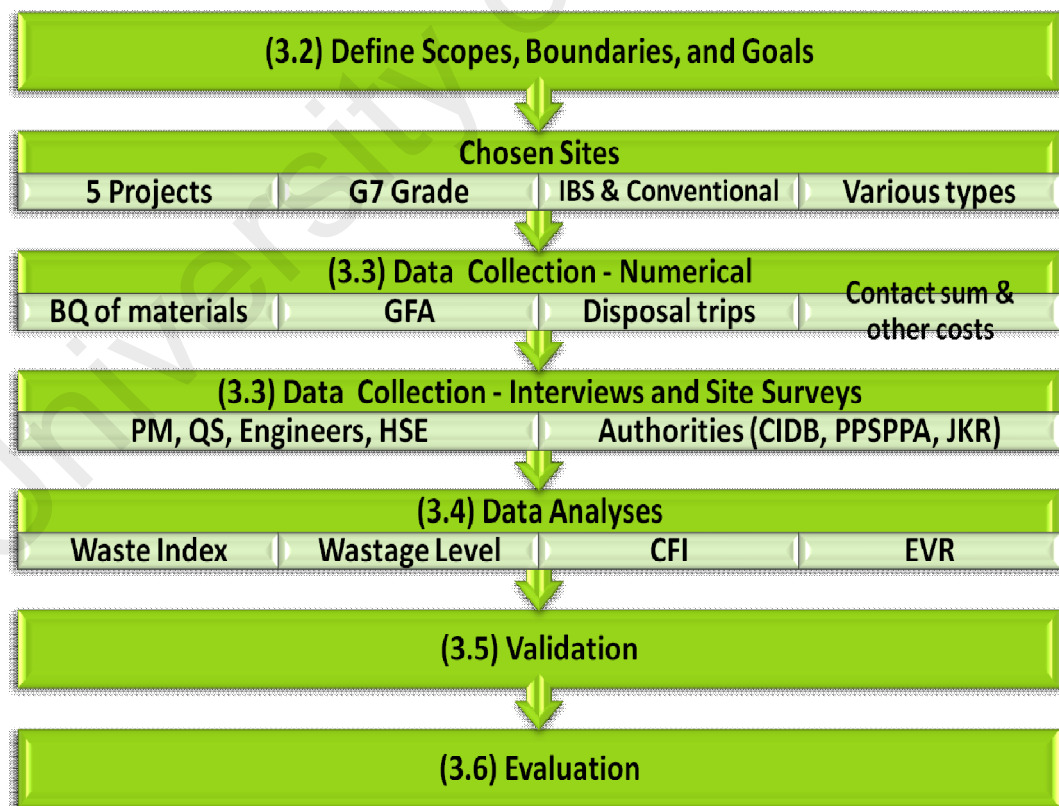 (3.2) Define Scopes, Boundaries, and Goals
Chosen Sites
5 Projects G7 Grade IBS & Conventional Various types
(3.3) Data Collection - Numerical
BQ of materials GFA Disposal trips Contact sum &
other costs
(3.3) Data Collection - Interviews and Site Surveys
PM, QS, Engineers, HSE Authorities (CIDB, PPSPPA, JKR)
(3.4) Data Analyses
Waste Index Wastage Level CFI EVR
(3.5) Validation
(3.6) Evaluation
University